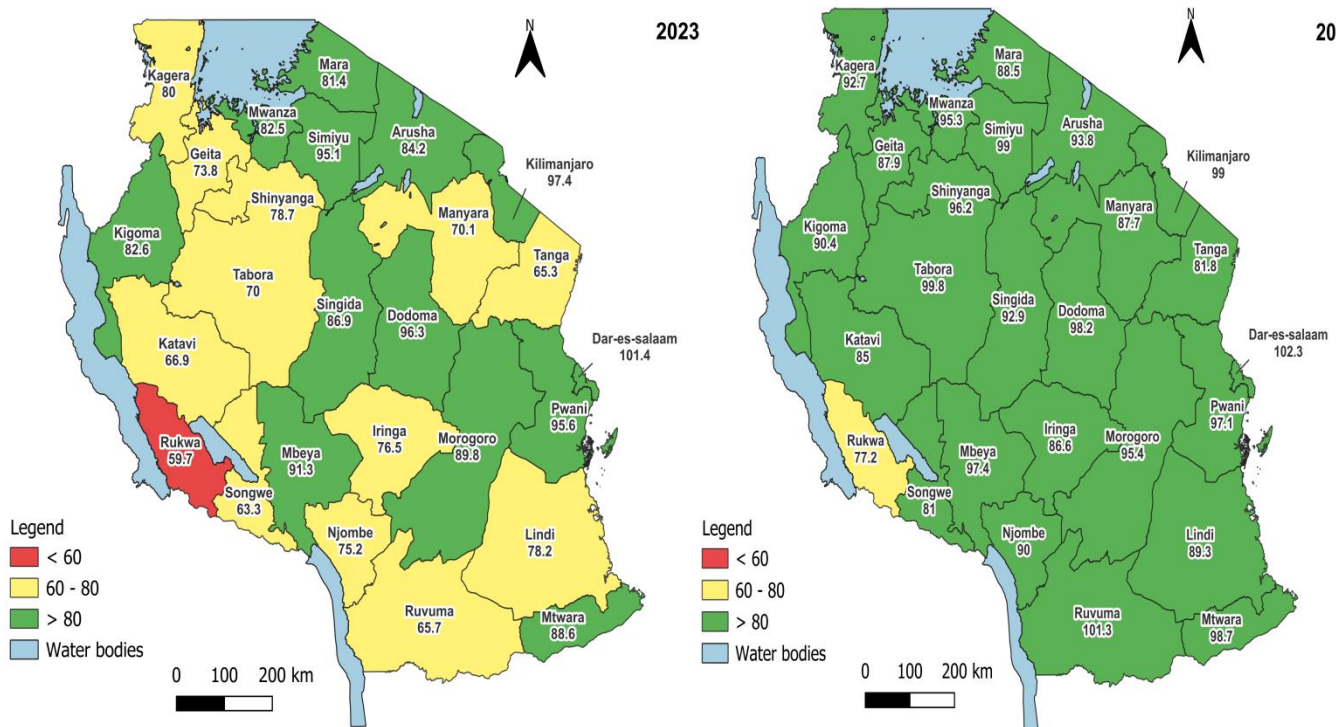 N
2023
Mara
81.4
Kagera
80
Mwanza
82.5
Simiyu
95.1
Arusha
84.2
Geita
73.8
Kilimanjaro
97.4
Shinyanga
78.7
Manyara
70.1
Kigoma
82.6
Tanga
65.3
Tabora
70
Singida
86.9
Dodoma
96.3
Dar-es-salaam
101.4
Katavi
66.9
Pwani
95.6
Rukwa
59.7
Mbeya
91.3
Iringa
76.5
Morogoro
89.8
Songwe
63.3
Njombe
75.2
Lindi
78.2
Ruvuma
65.7
Mtwara
88.6
Legend
< 60
60 - 80
> 80
Water bodies
0 100 200 km
N
20
Mara
88.5
Kagera
92.7
Mwanza
95.3
Simiyu
99
Arusha
93.8
Geita
87.9
Kilimanjaro
99
Shinyanga
96.2
Manyara
87.7
Kigoma
90.4
Tanga
81.8
Tabora
99.8
Singida
92.9
Dodoma
98.2
Dar-es-salaam
102.3
Katavi
85
Pwani
97.1
Rukwa
77.2
Mbeya
97.4
Iringa
86.6
Morogoro
95.4
Songwe
81
Njombe
90
Lindi
89.3
Ruvuma
101.3
Mtwara
98.7
Legend
< 60
60 - 80
> 80
Water bodies
0 100 200 km